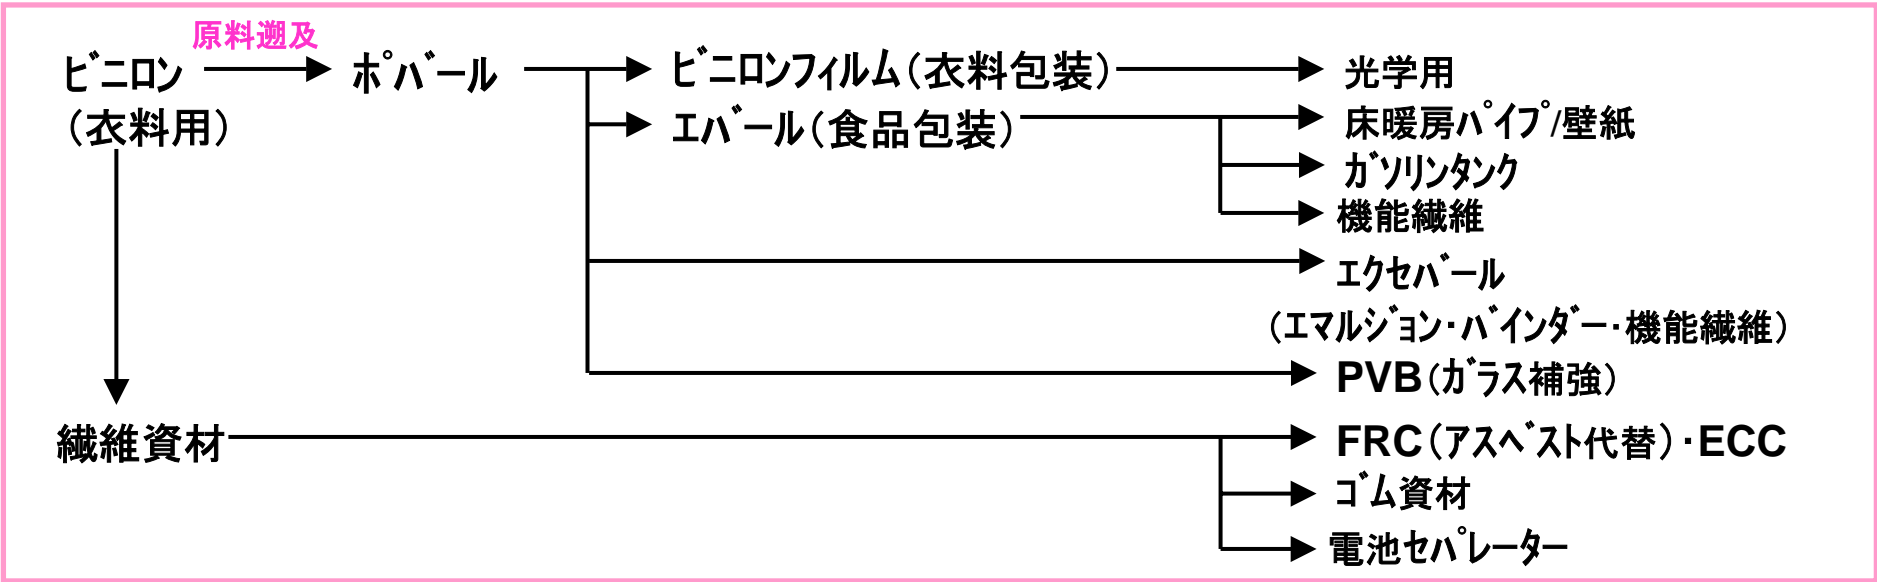 原料遡及
ﾋﾞﾆﾛﾝ
(衣料用)
ﾎﾟﾊﾞｰﾙ
ﾋﾞﾆﾛﾝﾌｨﾙﾑ(衣料包装)
ｴﾊﾞｰﾙ(食品包装)
光学用
床暖房ﾊﾟｲﾌﾟ/壁紙
ｶﾞｿﾘﾝﾀﾝｸ
機能繊維
ｴｸｾﾊﾞｰﾙ
(ｴﾏﾙｼﾞｮﾝ･ﾊﾞｲﾝﾀﾞｰ･機能繊維)
PVB(ｶﾞﾗｽ補強)
繊維資材
FRC(ｱｽﾍﾞｽﾄ代替)･ECC
ｺﾞﾑ資材
電池ｾﾊﾟﾚｰﾀｰ